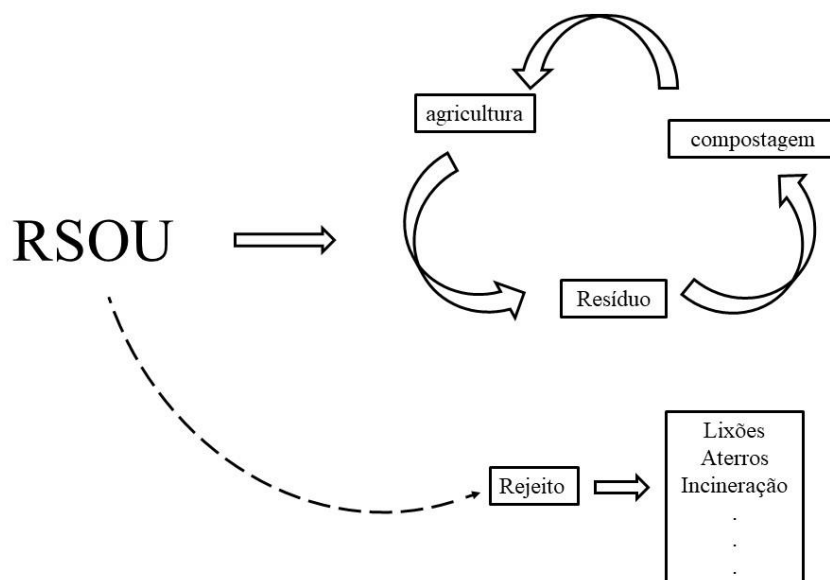 agricultura
compostagem
RSOU
Resíduo
Rejeito
Lixões
Aterros
Incineração
.
.
.